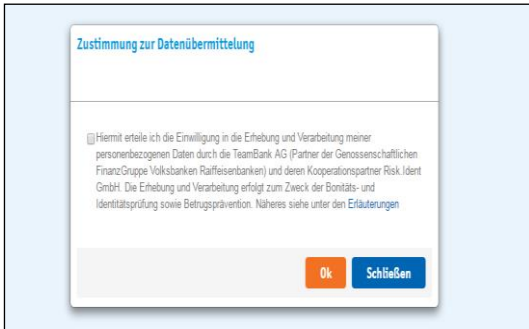 Zustimmung zur Datenübermittelung
Hiermit erteile ich die Einwilligung in die Erhebung und Verarbeitung meiner
personenbezogenen Daten durch die TeamBank AG (Partner der Genossenschaftlichen
FinanzGruppe Volksbanken Raiffeisenbanken) und deren Kooperationspartner Risk.Ident
GmbH. Die Erhebung und Verarbeitung erfolgt zum Zweck der Bonitäts- und
Identitätsprüfung sowie Betrugsprävention. Näheres siehe unter den Erläuterungen
Ok Schließen